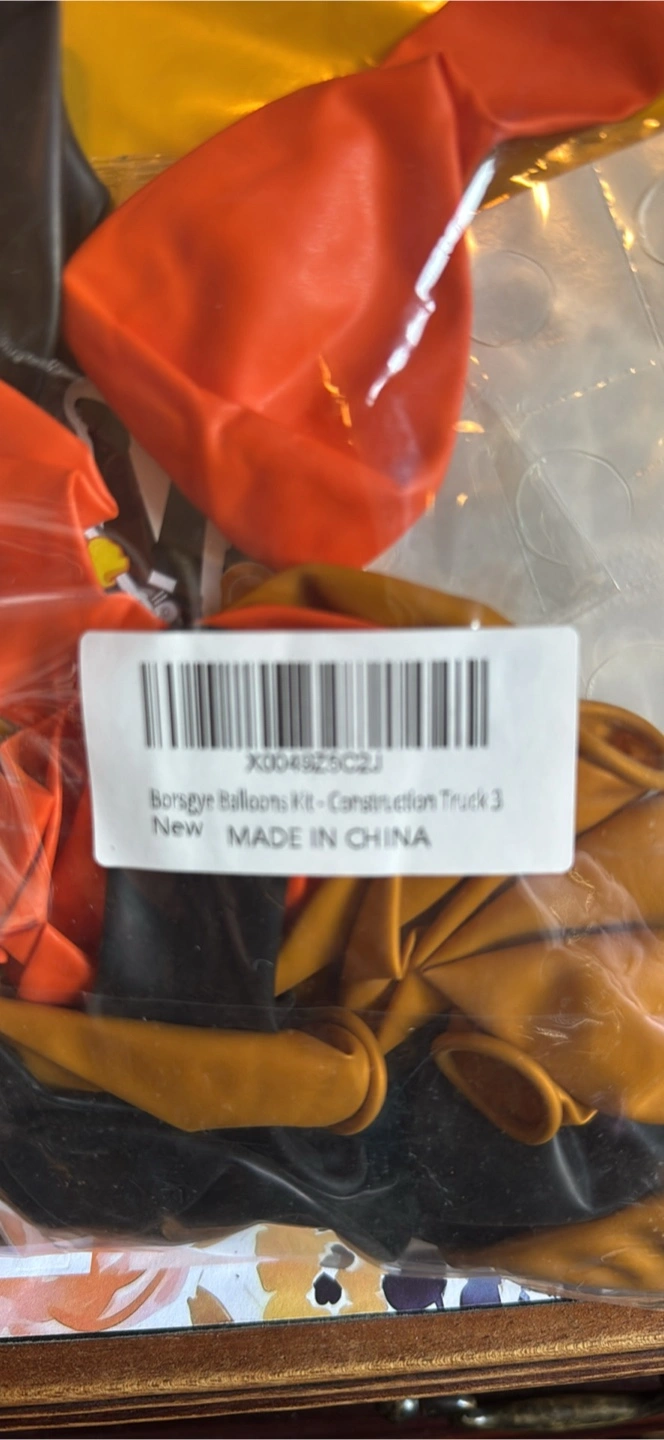 X0049Z5C2J
Borsgye Balloons Kit - Construction Truck 3
New MADE IN CHINA